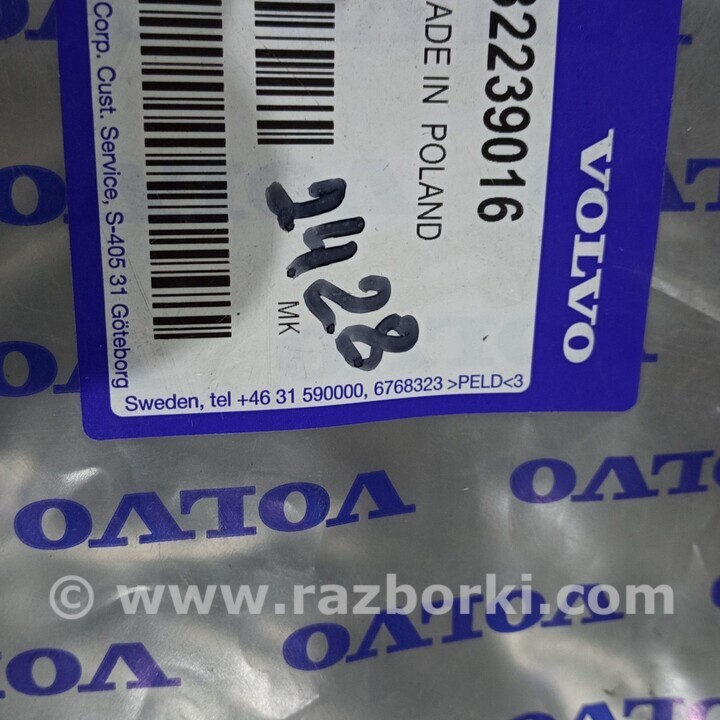 32239016
MADE IN POLAND
MK
2428
Corp. Cust. Service, S-405 31 Göteborg
Sweden, tel +46 31 590000, 6768323 >PELD<3
VOLVO
VOLVO
VOLVO
VOLVO
VOLVO
© www.razborki.com